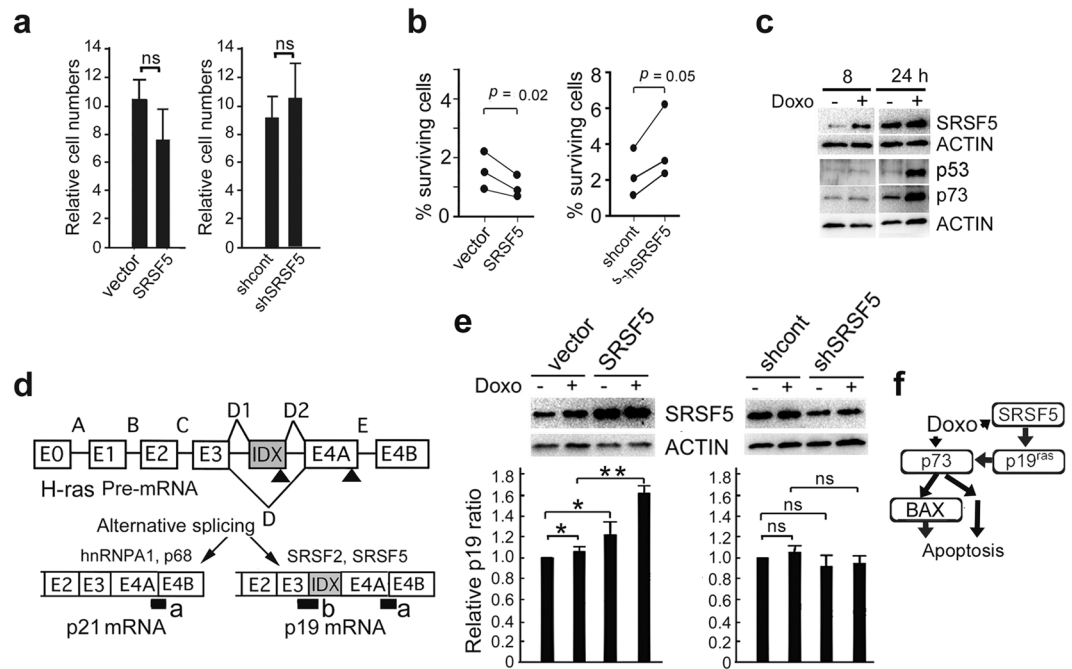 a
Relative cell numbers
14
12
10
8
6
4
2
0
ns
vector
SRSF5
Relative cell numbers
14
12
10
8
6
4
2
0
ns
shcont
shSRSF5
b
% surviving cells
4
2
0
p = 0.02
vector
SRSF5
% surviving cells
8
6
4
2
0
p = 0.05
shcont
s-hSRSF5
c
8 24 h
Doxo - + - +
SRSF5
ACTIN
p53
p73
ACTIN
d
A B C D1 D2 E
E0 E1 E2 E3 IDX E4A E4B
H-ras Pre-mRNA
D
Alternative splicing
hnRNPA1, p68
SRSF2, SRSF5
E2 E3 E4A E4B
a
p21 mRNA
E2 E3 IDX E4A E4B
b a
p19 mRNA
e
vector SRSF5
Doxo - + - +
shcont shSRSF5
- + - +
SRSF5
ACTIN
Relative p19 ratio
1.8
1.6
1.4
1.2
1.0
0.8
0.6
0.4
0.2
0
*
*
**
1.8
1.6
1.4
1.2
1.0
0.8
0.6
0.4
0.2
0
ns
ns
ns
f
Doxo
SRSF5
p73
p19ras
BAX
Apoptosis